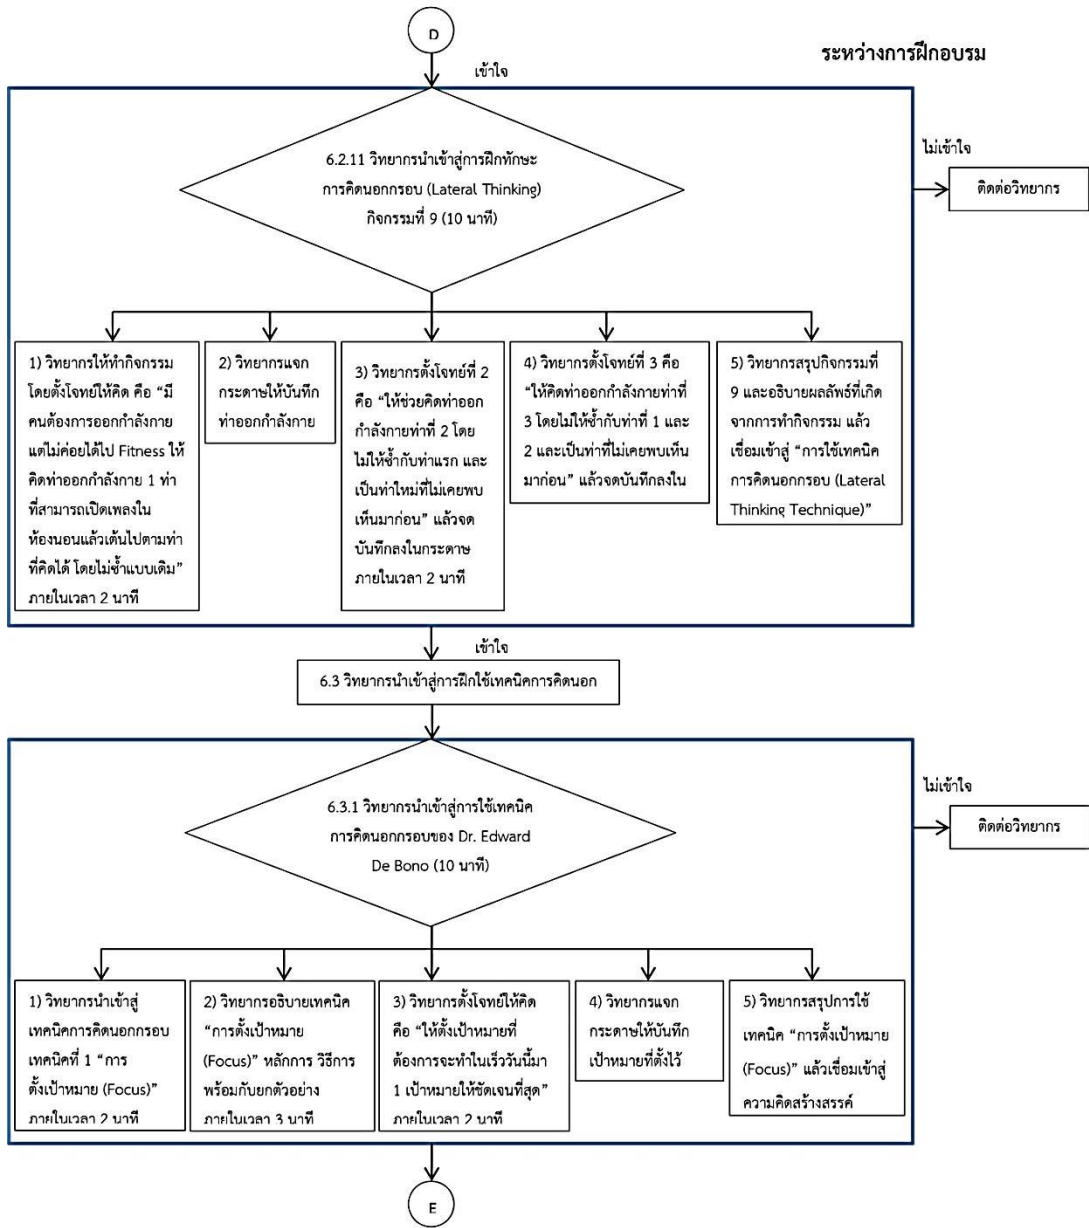 D
ระหว่างการฝึกอบรม
เข้าใจ
6.2.11 วิทยากรนำเข้าสู่การฝึกทักษะ
การคิดนอกกรอบ (Lateral Thinking)
กิจกรรมที่ 9 (10 นาที)
ไม่เข้าใจ
ติดต่อวิทยากร
1) วิทยากรให้ทำกิจกรรม
โดยตั้งโจทย์ให้คิด คือ “มี
คนต้องการออกกำลังกาย
แต่ไม่ค่อยได้ไป Fitness ให้
คิดท่าออกกำลังกาย 1 ท่า
ที่สามารถเปิดเพลงใน
ห้องนอนแล้วเต้นไปตามท่า
ที่คิดได้ โดยไม่ซ้ำแบบเดิม”
ภายในเวลา 2 นาที
2) วิทยากรแจก
กระดาษให้บันทึก
ท่าออกกำลังกาย
3) วิทยากรตั้งโจทย์ที่ 2
คือ “ให้ช่วยคิดท่าออก
กำลังกายท่าที่ 2 โดย
ไม่ให้ซ้ำกับท่าแรก และ
เป็นท่าใหม่ที่ไม่เคยพบ
เห็นมาก่อน” แล้วจด
บันทึกลงในกระดาษ
ภายในเวลา 2 นาที
4) วิทยากรตั้งโจทย์ที่ 3 คือ
“ให้คิดท่าออกกำลังกายท่าที่
3 โดยไม่ให้ซ้ำกับท่าที่ 1 และ
2 และเป็นท่าที่ไม่เคยพบเห็น
มาก่อน” แล้วจดบันทึกลงใน
5) วิทยากรสรุปกิจกรรมที่
9 และอธิบายผลลัพธ์ที่เกิด
จากการทำกิจกรรม แล้ว
เชื่อมเข้าสู่ “การใช้เทคนิค
การคิดนอกกรอบ (Lateral
Thinking Technique)”
เข้าใจ
6.3 วิทยากรนำเข้าสู่การฝึกใช้เทคนิคการคิดนอก
6.3.1 วิทยากรนำเข้าสู่การใช้เทคนิค
การคิดนอกกรอบของ Dr. Edward
De Bono (10 นาที)
ไม่เข้าใจ
ติดต่อวิทยากร
1) วิทยากรนำเข้าสู่
เทคนิคการคิดนอกกรอบ
เทคนิคที่ 1 “การ
ตั้งเป้าหมาย (Focus)”
ภายในเวลา 2 นาที
2) วิทยากรอธิบายเทคนิค
“การตั้งเป้าหมาย
(Focus)” หลักการ วิธีการ
พร้อมกับยกตัวอย่าง
ภายในเวลา 3 นาที
3) วิทยากรตั้งโจทย์ให้คิด
คือ “ให้ตั้งเป้าหมายที่
ต้องการจะทำในเร็ววันนี้มา
1 เป้าหมายให้ชัดเจนที่สุด”
ภายในเวลา 2 นาที
4) วิทยากรแจก
กระดาษให้บันทึก
เป้าหมายที่ตั้งไว้
5) วิทยากรสรุปการใช้
เทคนิค “การตั้งเป้าหมาย
(Focus)” แล้วเชื่อมเข้าสู่
ความคิดสร้างสรรค์
E